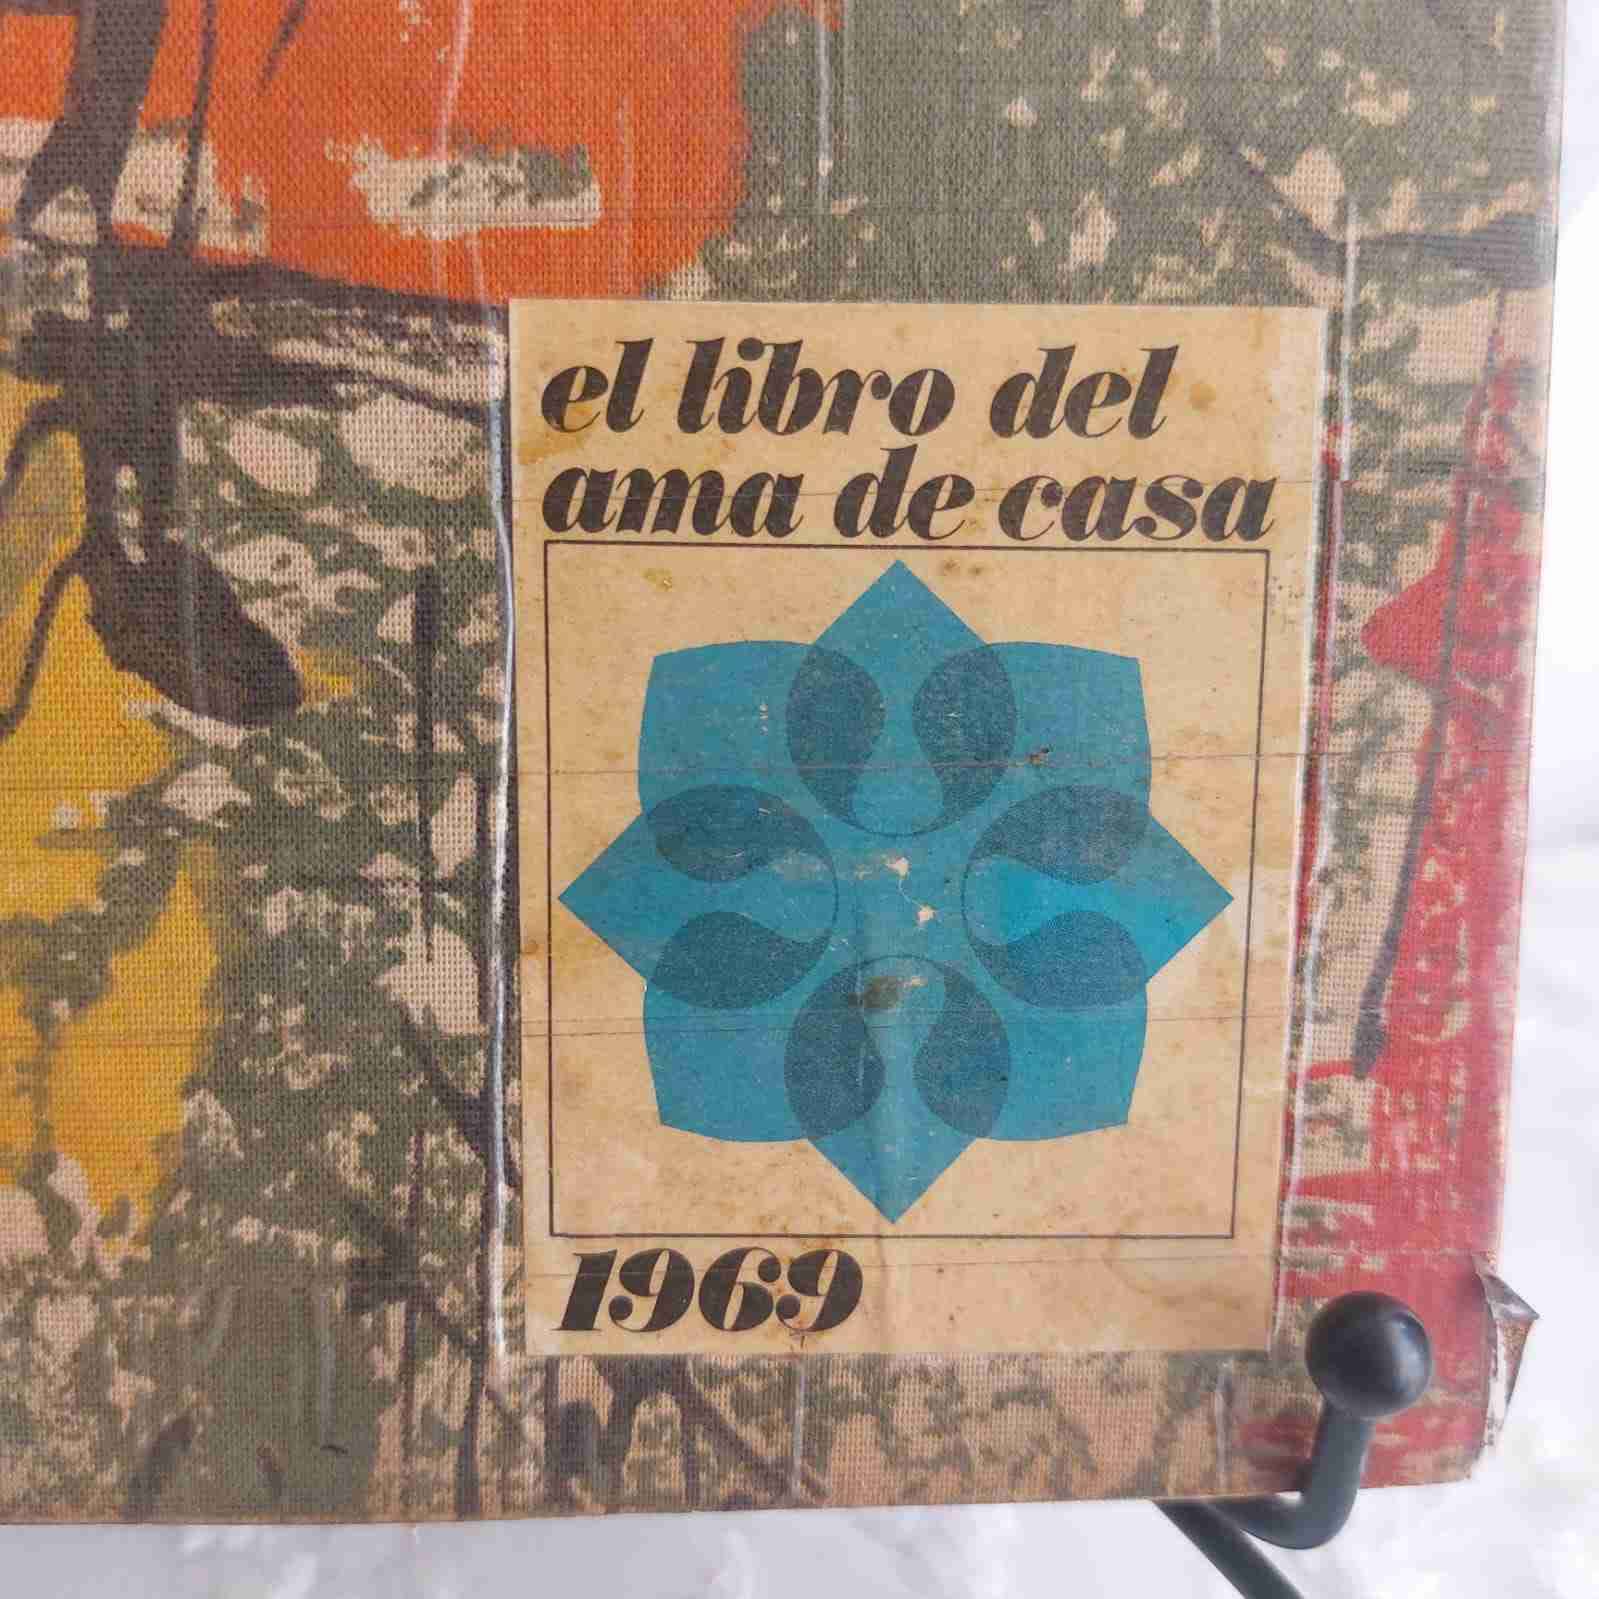 el libro del
ama de casa
1969